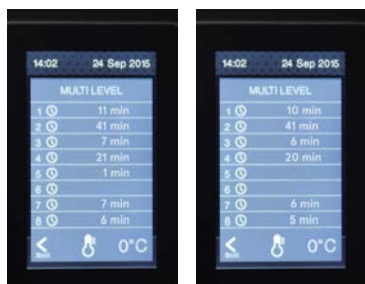 14:02 24 Sep 2015
MULTI LEVEL
1 11 min
2 41 min
3 7 min
4 21 min
5 1 min
6
7 7 min
8 6 min
Back 0°C
14:02 24 Sep 2015
MULTI LEVEL
1 10 min
2 41 min
3 6 min
4 20 min
5
6
7 6 min
8 5 min
Back 0°C